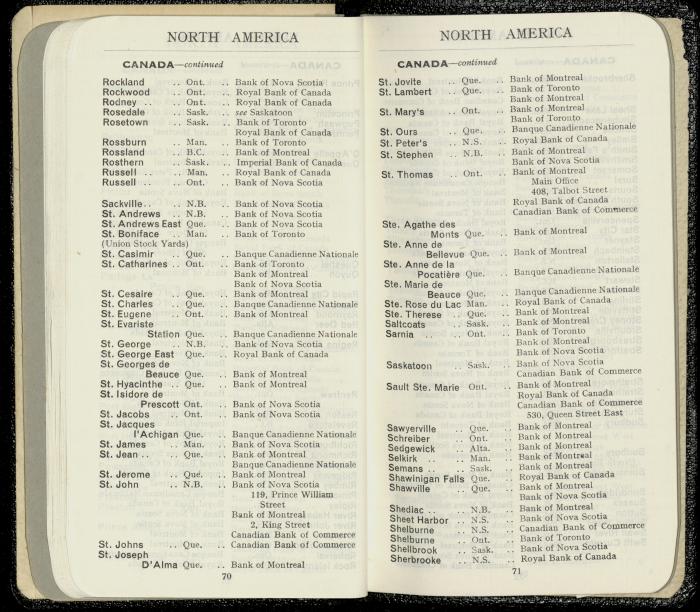 NORTH AMERICA
CANADA—continued
Rockland .. Ont. .. Bank of Nova Scotia
Rockwood .. Ont. .. Royal Bank of Canada
Rodney .. .. Ont. .. Royal Bank of Canada
Rosedale .. Sask. .. see Saskatoon
Rosetown .. Sask. .. Bank of Toronto
Royal Bank of Canada
Rossburn .. Man. .. Bank of Toronto
Rossland .. B.C. .. Bank of Montreal
Rosthern .. Sask. .. Imperial Bank of Canada
Russell .. .. Man. .. Royal Bank of Canada
Russell .. .. Ont. .. Bank of Nova Scotia
Sackville .. .. N.B. .. Bank of Nova Scotia
St. Andrews .. N.B. .. Bank of Nova Scotia
St. Andrews East Que. .. Bank of Nova Scotia
St. Boniface .. Man. .. Bank of Toronto
(Union Stock Yards)
St. Casimir .. Que. .. Banque Canadienne Nationale
St. Catharines .. Ont. .. Bank of Toronto
Bank of Montreal
Bank of Nova Scotia
St. Cesaire .. Que. .. Bank of Montreal
St. Charles .. Que. .. Banque Canadienne Nationale
St. Eugene .. Ont. .. Bank of Montreal
St. Evariste
Station Que. .. Banque Canadienne Nationale
St. George .. N.B. .. Bank of Nova Scotia
St. George East Que. .. Royal Bank of Canada
St. Georges de
Beauce Que. .. Bank of Montreal
St. Hyacinthe .. Que. .. Bank of Montreal
St. Isidore de
Prescott Ont. .. Bank of Nova Scotia
St. Jacobs .. Ont. .. Bank of Nova Scotia
St. Jacques
l'Achigan Que. .. Banque Canadienne Nationale
St. James .. Man. .. Bank of Nova Scotia
St. Jean .. .. Que. .. Bank of Montreal
Banque Canadienne Nationale
St. Jerome .. Que. .. Bank of Montreal
St. John .. N.B. .. Bank of Nova Scotia
119, Prince William
Street
Bank of Montreal
2, King Street
Canadian Bank of Commerce
St. Johns .. Que. .. Canadian Bank of Commerce
St. Joseph
D'Alma Que. .. Bank of Montreal
70
NORTH AMERICA
CANADA—continued
St. Jovite .. Que. .. Bank of Montreal
St. Lambert .. Que. .. Bank of Toronto
Bank of Montreal
St. Mary's .. Ont. .. Bank of Montreal
Bank of Toronto
St. Ours .. Que. .. Banque Canadienne Nationale
St. Peter's .. N.S. .. Royal Bank of Canada
St. Stephen .. N.B. .. Bank of Montreal
Bank of Nova Scotia
St. Thomas .. Ont. .. Bank of Montreal
Main Office
408, Talbot Street
Royal Bank of Canada
Canadian Bank of Commerce
Ste. Agathe des
Monts Que. .. Bank of Montreal
Ste. Anne de
Bellevue Que. .. Bank of Montreal
Ste. Anne de la
Pocatière Que. .. Banque Canadienne Nationale
Ste. Marie de
Beauce Que. .. Banque Canadienne Nationale
Ste. Rose du Lac Man. .. Royal Bank of Canada
Ste. Therese .. Que. .. Bank of Montreal
Saltcoats .. Sask. .. Bank of Montreal
Sarnia .. .. Ont. .. Bank of Toronto
Bank of Montreal
Bank of Nova Scotia
Saskatoon .. Sask. .. Bank of Nova Scotia
Canadian Bank of Commerce
Sault Ste. Marie Ont. .. Bank of Montreal
Royal Bank of Canada
Canadian Bank of Commerce
530, Queen Street East
Sawyerville .. Que. .. Bank of Montreal
Schreiber .. Ont. .. Bank of Montreal
Sedgewick .. Alta. .. Bank of Montreal
Selkirk .. Man. .. Bank of Montreal
Semans .. .. Sask. .. Bank of Montreal
Shawinigan Falls Que. .. Royal Bank of Canada
Shawville .. Que. .. Bank of Montreal
Bank of Nova Scotia
Shediac .. .. N.B. .. Bank of Montreal
Sheet Harbor .. N.S. .. Bank of Nova Scotia
Shelburne .. N.S. .. Canadian Bank of Commerce
Shelburne .. Ont. .. Bank of Toronto
Shellbrook .. Sask. .. Bank of Nova Scotia
Sherbrooke .. N.S. .. Royal Bank of Canada
71